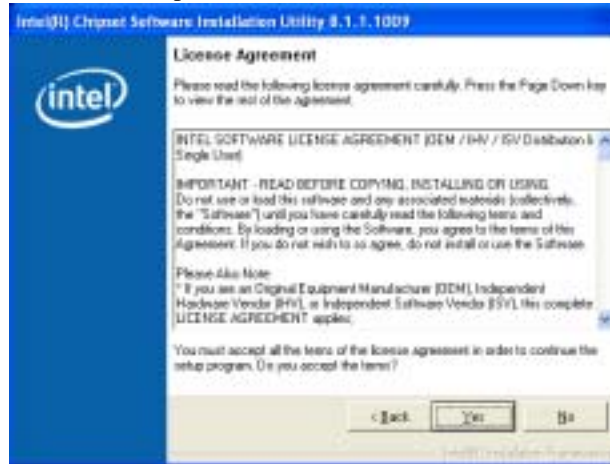 Intel(R) Chipset Software Installation Utility 8.1.1.1009
intel
License Agreement
Please read the following license agreement carefully. Press the Page Down key
to view the rest of the agreement.
INTEL SOFTWARE LICENSE AGREEMENT (OEM / IHV / ISV Distribution &
Single User)
IMPORTANT - READ BEFORE COPYING, INSTALLING OR USING.
Do not use or load this software and any associated materials (collectively,
the "Software") until you have carefully read the following terms and
conditions. By loading or using the Software, you agree to the terms of this
Agreement. If you do not wish to so agree, do not install or use the Software.
Please Also Note:
* If you are an Original Equipment Manufacturer (OEM), Independent
Hardware Vendor (IHV), or Independent Software Vendor (ISV), this complete
LICENSE AGREEMENT applies;
You must accept all the terms of the license agreement in order to continue the
setup program. Do you accept the terms?
< Back
Yes
No